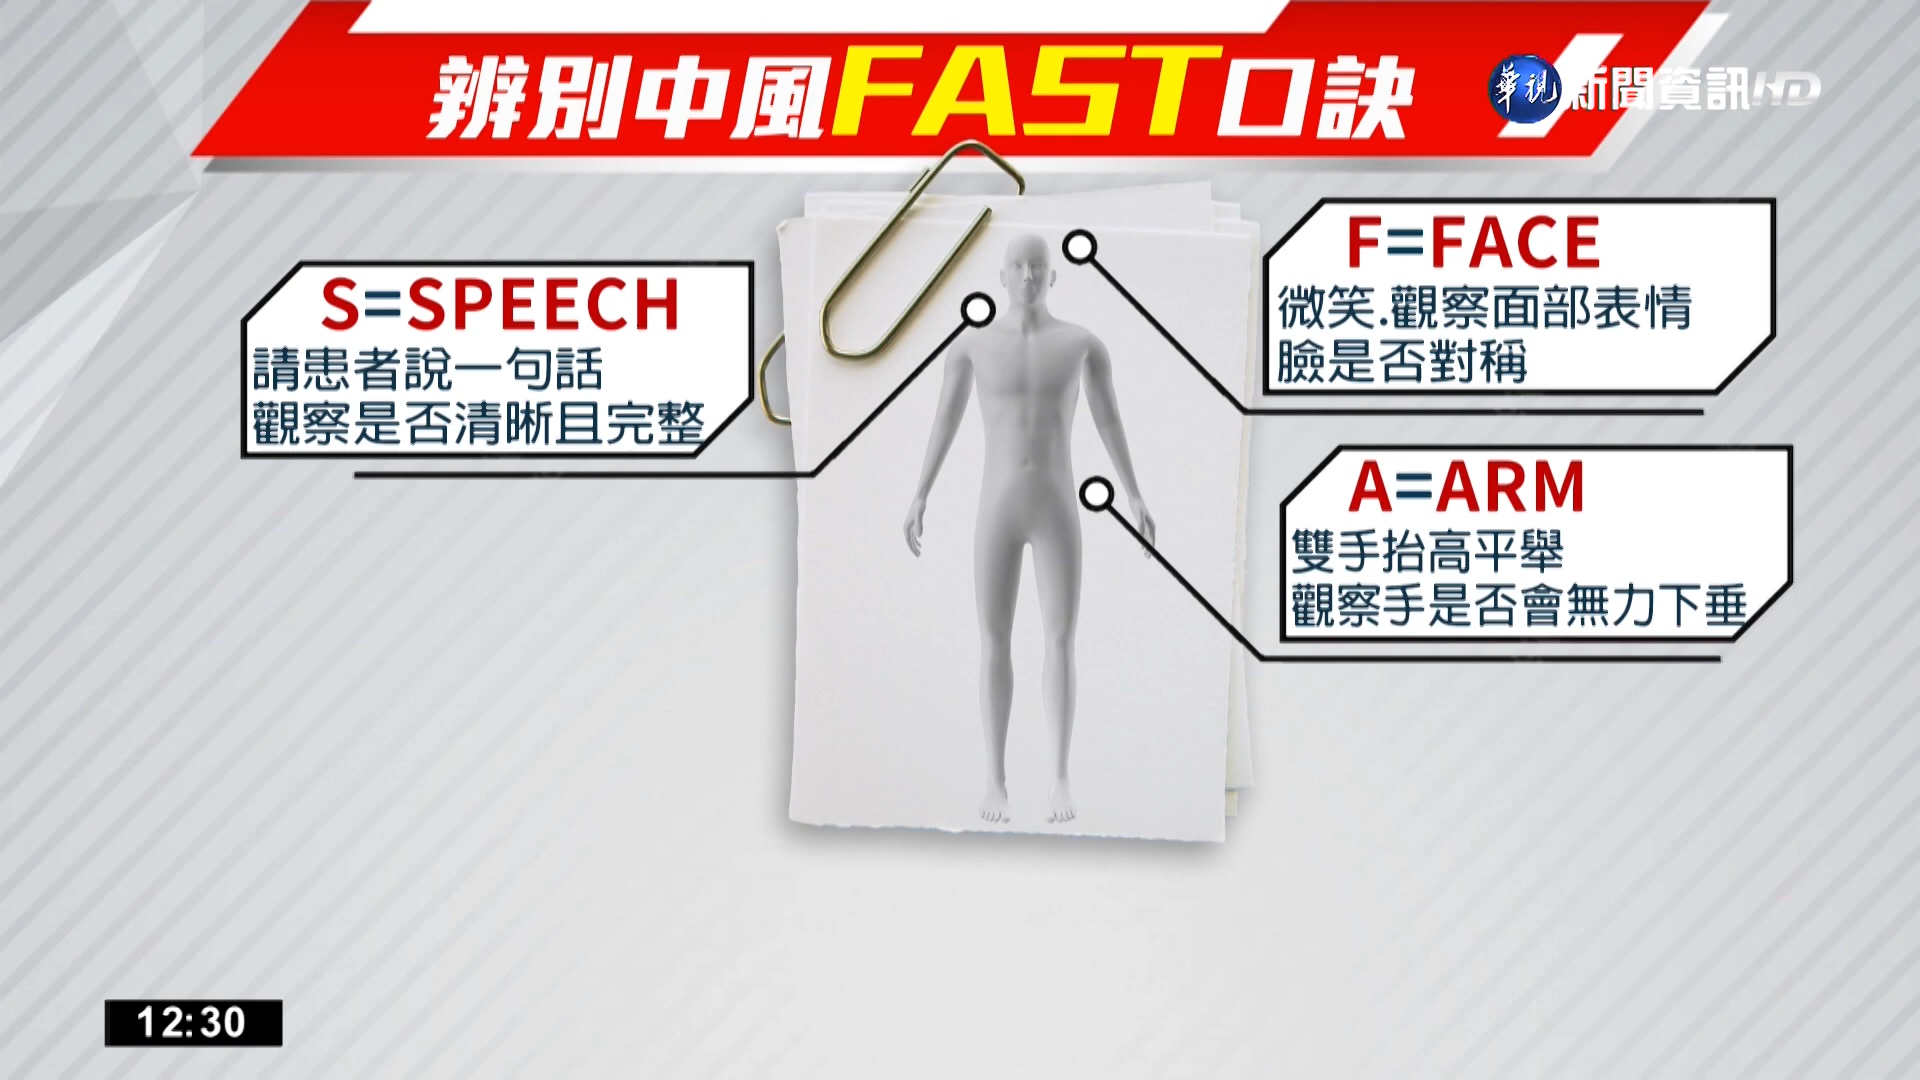 辨別中風FAST口訣
華視 新聞資訊HD
S=SPEECH
請患者說一句話
觀察是否清晰且完整
F=FACE
微笑.觀察面部表情
臉是否對稱
A=ARM
雙手抬高平舉
觀察手是否會無力下垂
12:30